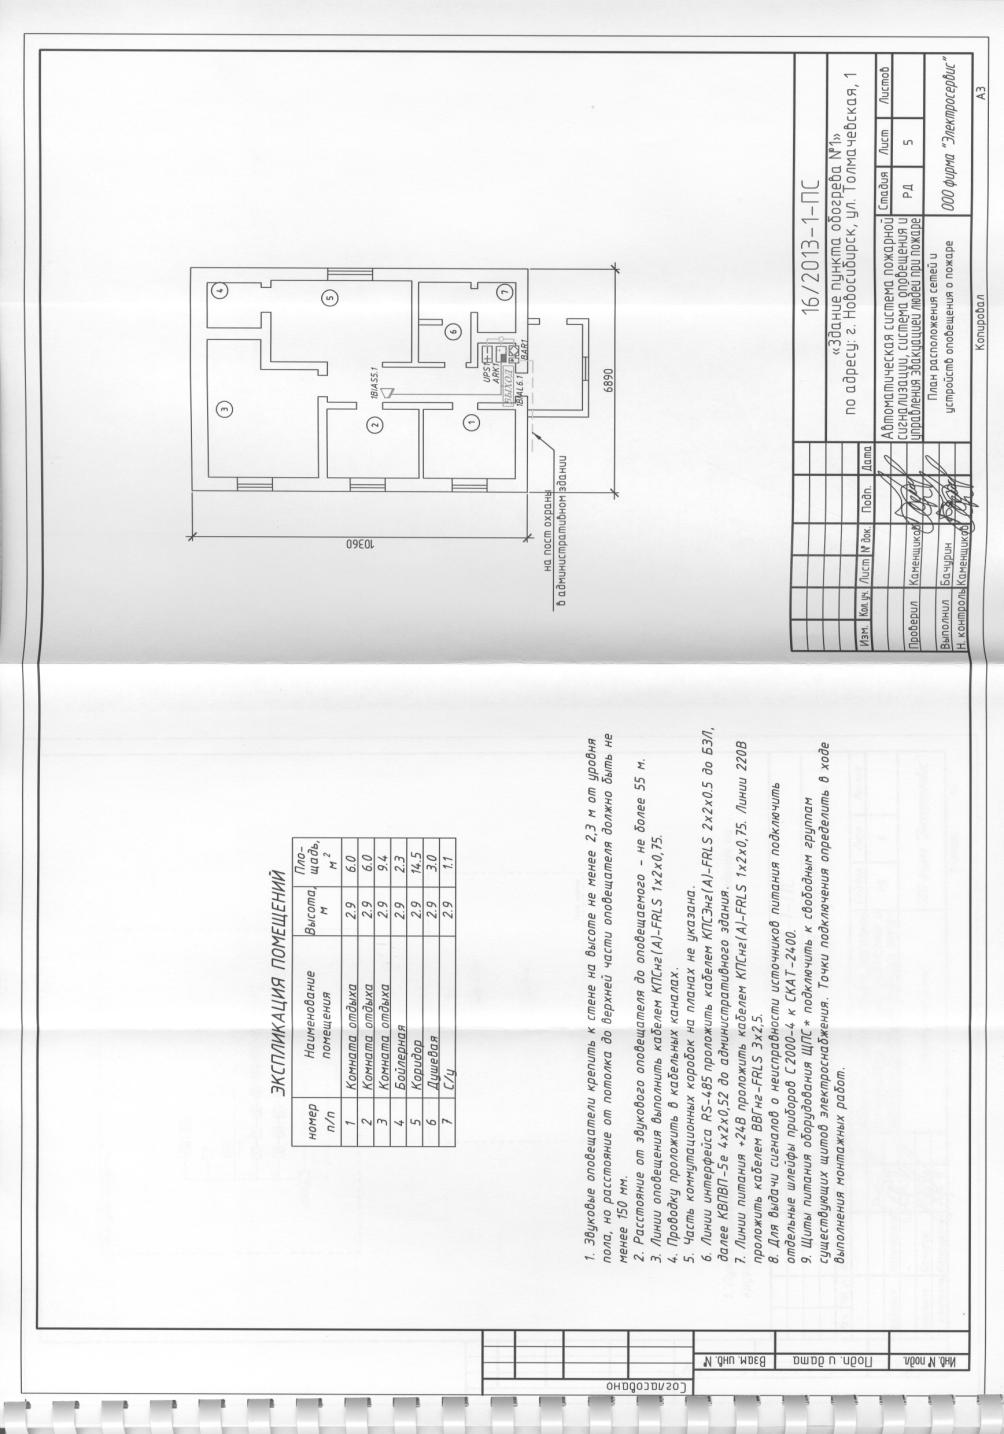 ЭКСПЛИКАЦИЯ ПОМЕЩЕНИЙ
номер п/п | Наименование помещения | Высота, м | Пло- щадь, м²
1 | Комната отдыха | 2.9 | 6.0
2 | Комната отдыха | 2.9 | 6.0
3 | Комната отдыха | 2.9 | 9.4
4 | Бойлерная | 2.9 | 2.3
5 | Коридор | 2.9 | 14.5
6 | Душевая | 2.9 | 3.0
7 | С/у | 2.9 | 1.1
1. Звуковые оповещатели крепить к стене на высоте не менее 2,3 м от уровня
пола, но расстояние от потолка до верхней части оповещателя должно быть не
менее 150 мм.
2. Расстояние от звукового оповещателя до оповещаемого - не более 55 м.
3. Линии оповещения выполнить кабелем КПСнг(А)-FRLS 1х2х0,75.
4. Проводку проложить в кабельных каналах.
5. Часть коммутационных коробок на планах не указана.
6. Линии интерфейса RS-485 проложить кабелем КПСЭнг(А)-FRLS 2х2х0.5 до БЗЛ,
далее КВПВП-5е 4х2х0,52 до административного здания.
7. Линии питания +24В проложить кабелем КПСнг(А)-FRLS 1х2х0,75. Линии 220В
проложить кабелем ВВГнг-FRLS 3х2,5.
8. Для выдачи сигналов о неисправности источников питания подключить
отдельные шлейфы приборов С2000-4 к СКАТ-2400.
9. Щиты питания оборудования ЩПС* подключить к свободным группам
существующих щитов электроснабжения. Точки подключения определить в ходе
выполнения монтажных работ.
10360
6890
1
2
3
4
5
6
7
1BIAS5.1
UPS1
ARK1
ВЫХОД
1BIAL6.1
BAR1
на пост охраны
в административном здании
16/2013-1-ПС
«Здание пункта обогрева №1»
по адресу: г. Новосибирск, ул. Толмачевская, 1
Изм. | Кол.уч. | Лист | № док. | Подп. | Дата
Проверил | Каменщиков
Выполнил | Бачурин
Н. контроль | Каменщиков
Автоматическая система пожарной
сигнализации, система оповещения и
управления эвакуацией людей при пожаре
Стадия | Лист | Листов
РД | 5
План расположения сетей и
устройств оповещения о пожаре
ООО фирма "Электросервис"
Копировал
А3
Согласовано
Взам. инв. №
Подп. и дата
Инв. № подл.